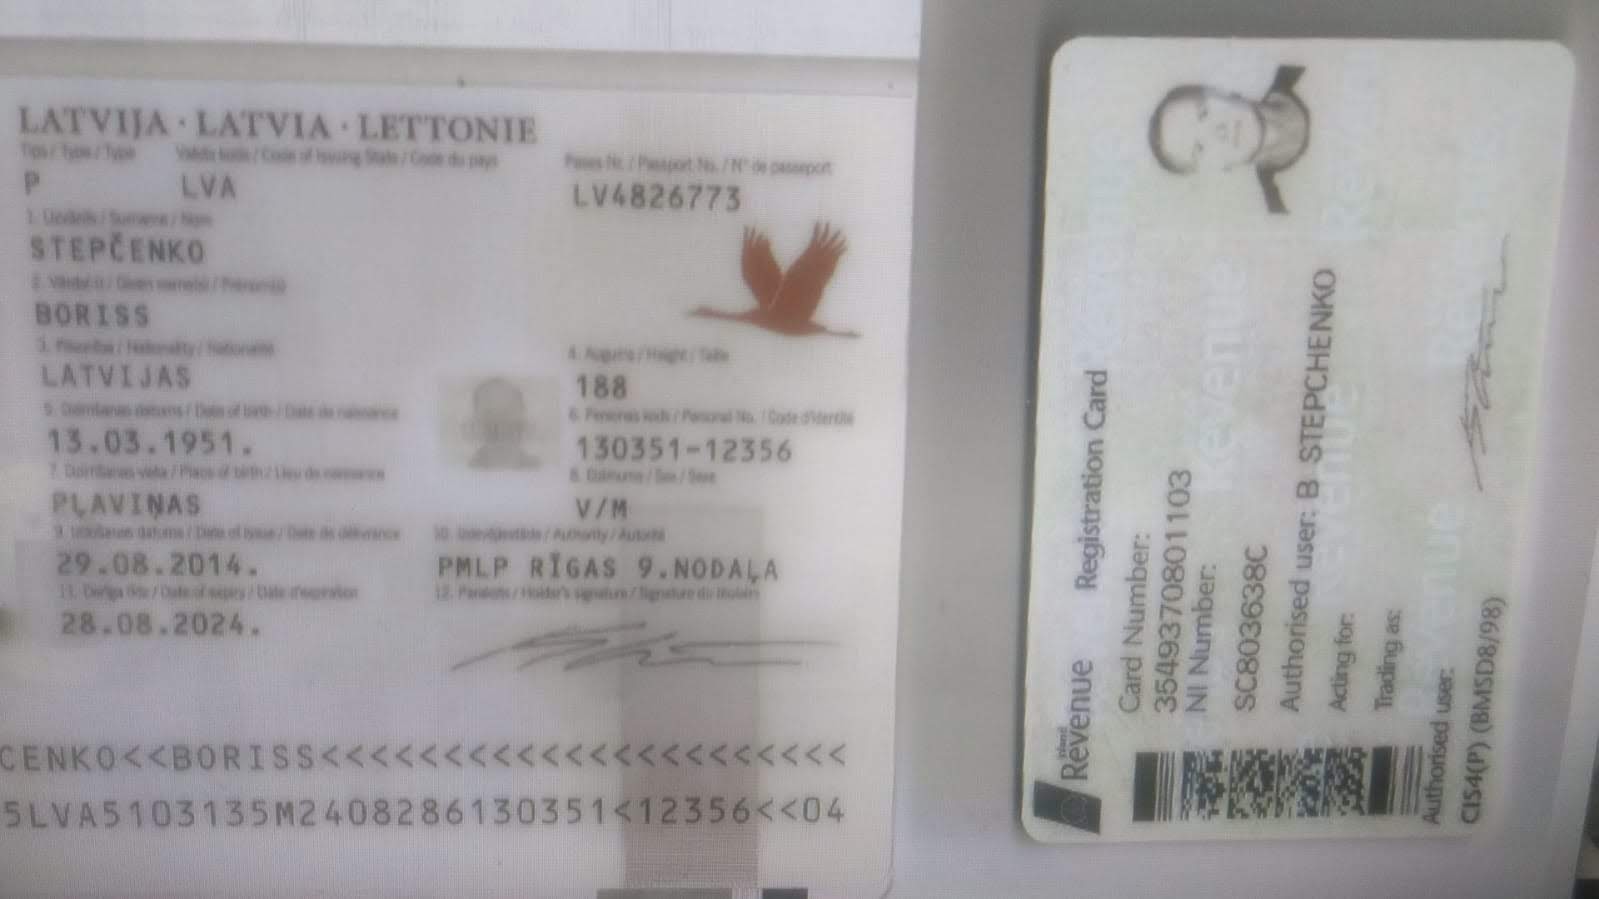 LATVIJA · LATVIA · LETTONIE
Tips / Type / Type
Valsts kods / Code of Issuing State / Code du pays
Pases Nr. / Passport No. / N° de passeport
P LVA LV4826773
1. Uzvārds / Surname / Nom
STEPČENKO
2. Vārds(-i) / Given name(s) / Prénom(s)
BORISS
3. Pilsonība / Nationality / Nationalité
4. Augums / Height / Taille
LATVIJAS 188
5. Dzimšanas datums / Date of birth / Date de naissance
6. Personas kods / Personal No. / Code d'identité
13.03.1951. 130351-12356
7. Dzimšanas vieta / Place of birth / Lieu de naissance
8. Dzimums / Sex / Sexe
PĻAVIŅAS V/M
9. Izdošanas datums / Date of issue / Date de délivrance
10. Izdevējiestāde / Authority / Autorité
29.08.2014. PMLP RĪGAS 9.NODAĻA
11. Derīga līdz / Date of expiry / Date d'expiration
12. Paraksts / Holder's signature / Signature du titulaire
28.08.2024.
CENKO<<BORISS<<<<<<<<<<<<<<<<<<<<<<
5LVA5103135M2408286130351<12356<<04
Inland
Revenue Registration Card
Card Number:
3549370801103
NI Number:
SC803638C
Authorised user: B STEPCHENKO
Acting for:
Trading as:
Authorised user:
CIS4(P) (BMSD8/98)